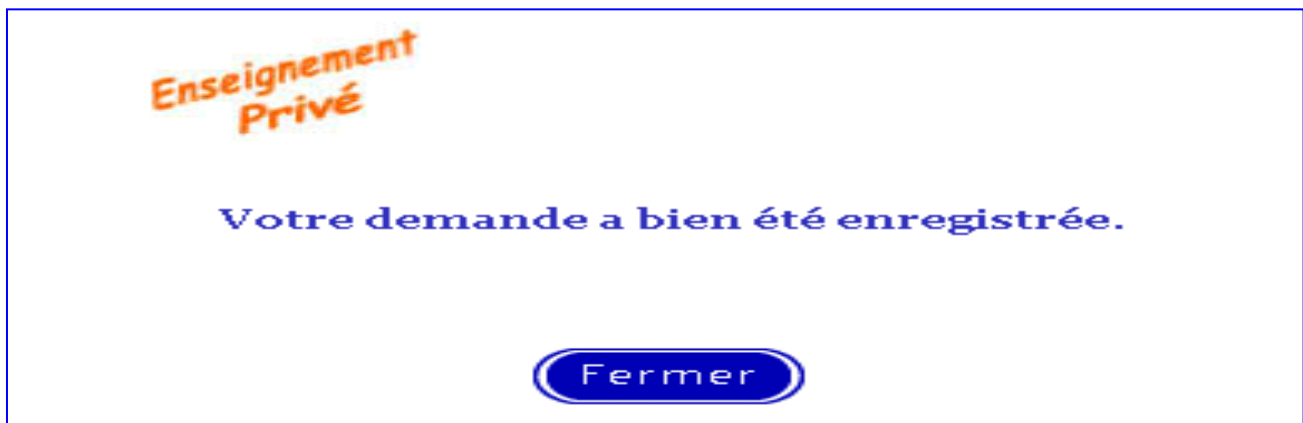 Enseignement
Privé
Votre demande a bien été enregistrée.
Fermer